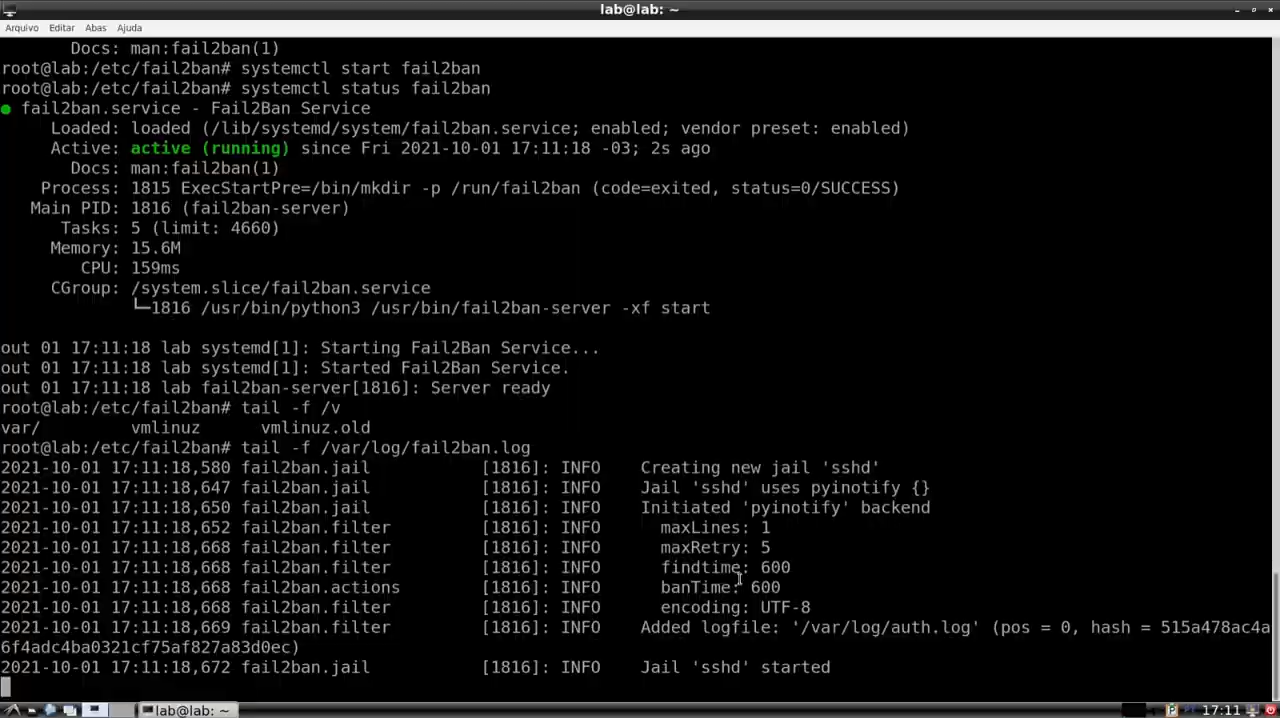 lab@lab: ~
Arquivo Editar Abas Ajuda
Docs: man:fail2ban(1)
root@lab:/etc/fail2ban# systemctl start fail2ban
root@lab:/etc/fail2ban# systemctl status fail2ban
● fail2ban.service - Fail2Ban Service
Loaded: loaded (/lib/systemd/system/fail2ban.service; enabled; vendor preset: enabled)
Active: active (running) since Fri 2021-10-01 17:11:18 -03; 2s ago
Docs: man:fail2ban(1)
Process: 1815 ExecStartPre=/bin/mkdir -p /run/fail2ban (code=exited, status=0/SUCCESS)
Main PID: 1816 (fail2ban-server)
Tasks: 5 (limit: 4660)
Memory: 15.6M
CPU: 159ms
CGroup: /system.slice/fail2ban.service
└─1816 /usr/bin/python3 /usr/bin/fail2ban-server -xf start
out 01 17:11:18 lab systemd[1]: Starting Fail2Ban Service...
out 01 17:11:18 lab systemd[1]: Started Fail2Ban Service.
out 01 17:11:18 lab fail2ban-server[1816]: Server ready
root@lab:/etc/fail2ban# tail -f /v
var/ vmlinuz vmlinuz.old
root@lab:/etc/fail2ban# tail -f /var/log/fail2ban.log
2021-10-01 17:11:18,580 fail2ban.jail [1816]: INFO Creating new jail 'sshd'
2021-10-01 17:11:18,647 fail2ban.jail [1816]: INFO Jail 'sshd' uses pyinotify {}
2021-10-01 17:11:18,650 fail2ban.jail [1816]: INFO Initiated 'pyinotify' backend
2021-10-01 17:11:18,652 fail2ban.filter [1816]: INFO maxLines: 1
2021-10-01 17:11:18,668 fail2ban.filter [1816]: INFO maxRetry: 5
2021-10-01 17:11:18,668 fail2ban.filter [1816]: INFO findtime: 600
2021-10-01 17:11:18,668 fail2ban.actions [1816]: INFO banTime: 600
2021-10-01 17:11:18,668 fail2ban.filter [1816]: INFO encoding: UTF-8
2021-10-01 17:11:18,669 fail2ban.filter [1816]: INFO Added logfile: '/var/log/auth.log' (pos = 0, hash = 515a478ac4a
6f4adc4ba0321cf75af827a83d0ec)
2021-10-01 17:11:18,672 fail2ban.jail [1816]: INFO Jail 'sshd' started
lab@lab: ~ 17:11